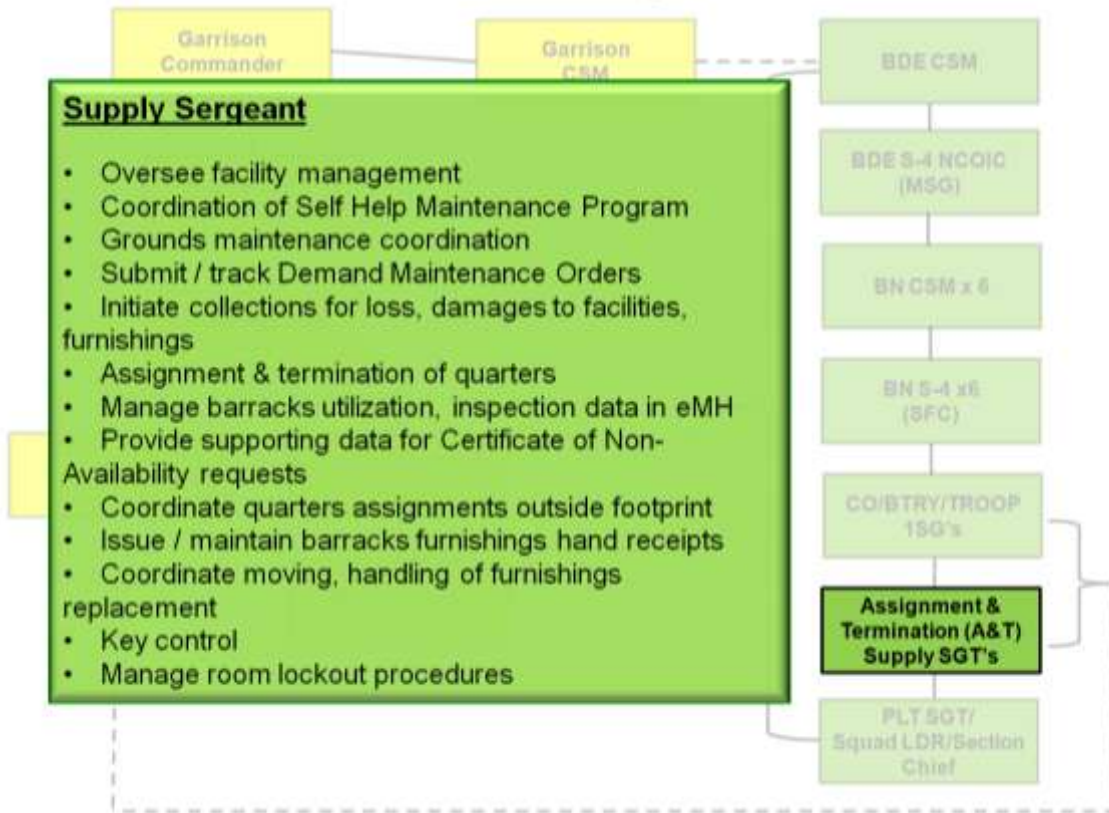 Garrison
Commander
Garrison
CSM
BDE CSM
Supply Sergeant
• Oversee facility management
• Coordination of Self Help Maintenance Program
• Grounds maintenance coordination
• Submit / track Demand Maintenance Orders
• Initiate collections for loss, damages to facilities,
furnishings
• Assignment & termination of quarters
• Manage barracks utilization, inspection data in eMH
• Provide supporting data for Certificate of Non-
Availability requests
• Coordinate quarters assignments outside footprint
• Issue / maintain barracks furnishings hand receipts
• Coordinate moving, handling of furnishings
replacement
• Key control
• Manage room lockout procedures
BDE S-4 NCOIC
(MSG)
BN CSM x 6
BN S-4 x6
(SFC)
CO/BTRY/TROOP
1SG's
Assignment &
Termination (A&T)
Supply SGT's
PLT SGT/
Squad LDR/Section
Chief